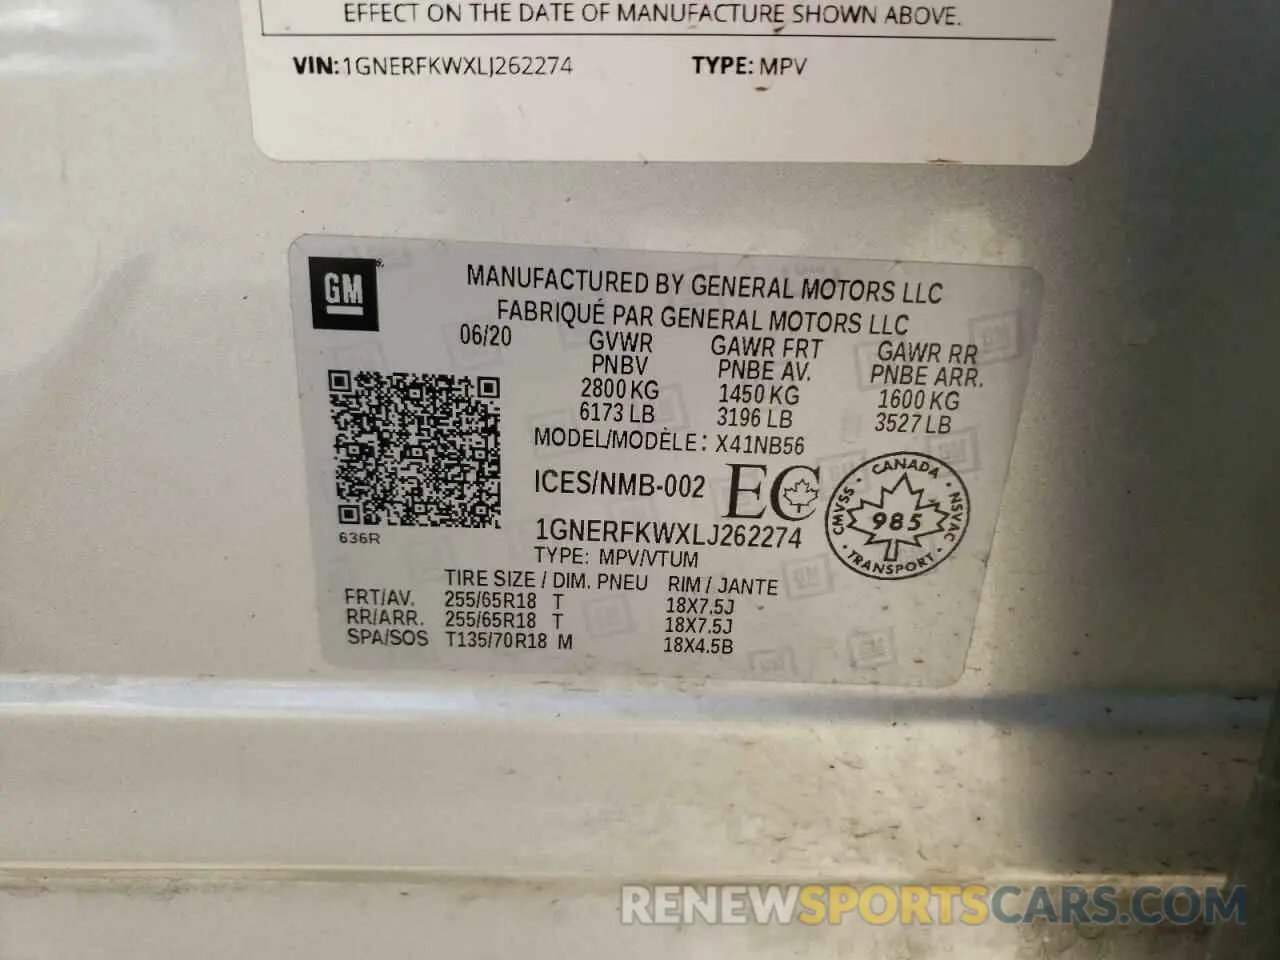 EFFECT ON THE DATE OF MANUFACTURE SHOWN ABOVE.
VIN: 1GNERFKWXLJ262274 TYPE: MPV
GM
MANUFACTURED BY GENERAL MOTORS LLC
FABRIQUÉ PAR GENERAL MOTORS LLC
06/20 GVWR GAWR FRT GAWR RR
PNBV PNBE AV. PNBE ARR.
2800 KG 1450 KG 1600 KG
6173 LB 3196 LB 3527 LB
MODEL/MODÈLE: X41NB56
ICES/NMB-002 EC
CANADA CMVSS NSVAC 985 TRANSPORT
636R
1GNERFKWXLJ262274
TYPE: MPV/VTUM
TIRE SIZE / DIM. PNEU RIM / JANTE
FRT/AV. 255/65R18 T 18X7.5J
RR/ARR. 255/65R18 T 18X7.5J
SPA/SOS T135/70R18 M 18X4.5B
RENEWSPORTSCARS.COM